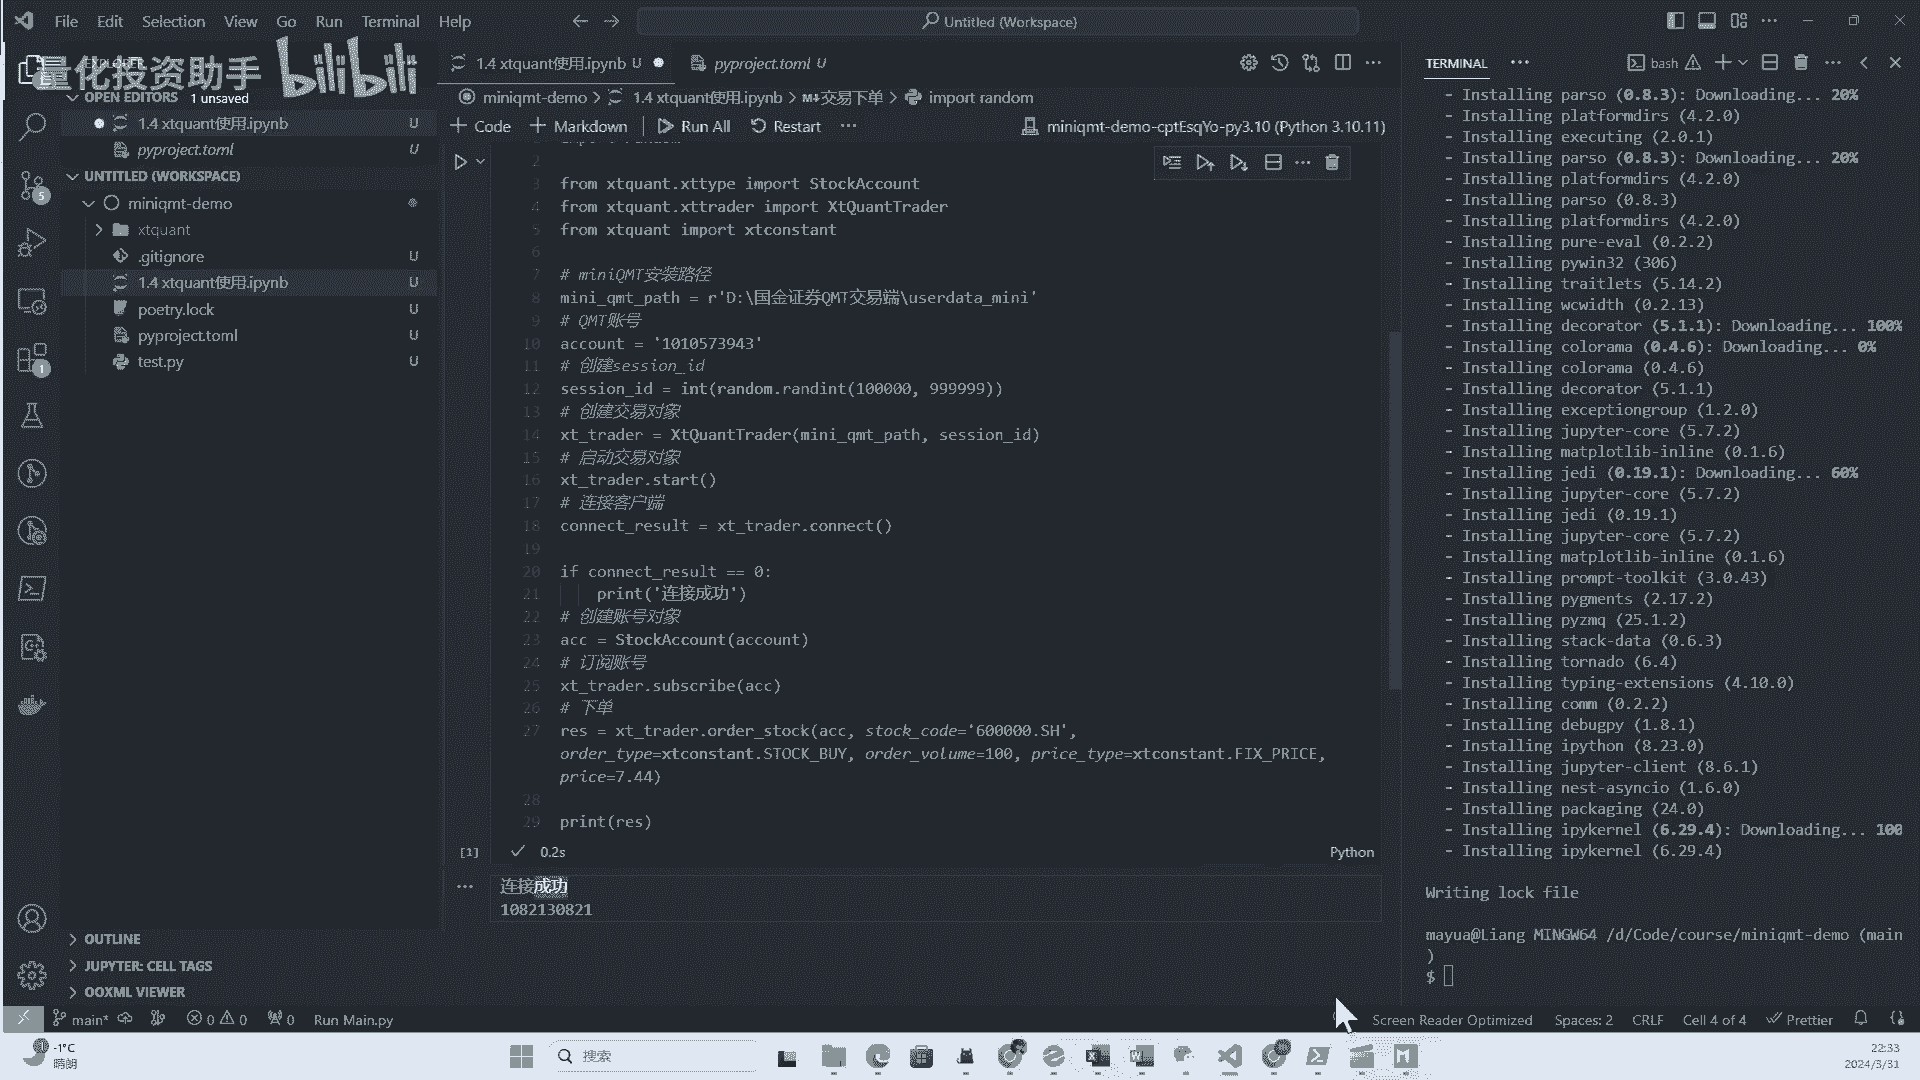 File Edit Selection View Go Run Terminal Help
Untitled (Workspace)
量化投资助手 bilibili
OPEN EDITORS 1 unsaved
1.4 xtquant使用.ipynb U
pyproject.toml U
UNTITLED (WORKSPACE)
miniqmt-demo
xtquant
.gitignore U
1.4 xtquant使用.ipynb U
poetry.lock U
pyproject.toml U
test.py U
OUTLINE
JUPYTER: CELL TAGS
OOXML VIEWER
5
1
1.4 xtquant使用.ipynb U
pyproject.toml U
miniqmt-demo > 1.4 xtquant使用.ipynb > M↓交易下单 > import random
+ Code + Markdown Run All Restart ...
miniqmt-demo-cptEsqYo-py3.10 (Python 3.10.11)
2
3 from xtquant.xttype import StockAccount
4 from xtquant.xttrader import XtQuantTrader
5 from xtquant import xtconstant
6
7 # miniQMT安装路径
8 mini_qmt_path = r'D:\国金证券QMT交易端\userdata_mini'
9 # QMT账号
10 account = '1010573943'
11 # 创建session_id
12 session_id = int(random.randint(100000, 999999))
13 # 创建交易对象
14 xt_trader = XtQuantTrader(mini_qmt_path, session_id)
15 # 启动交易对象
16 xt_trader.start()
17 # 连接客户端
18 connect_result = xt_trader.connect()
19
20 if connect_result == 0:
21 print('连接成功')
22 # 创建账号对象
23 acc = StockAccount(account)
24 # 订阅账号
25 xt_trader.subscribe(acc)
26 # 下单
27 res = xt_trader.order_stock(acc, stock_code='600000.SH',
order_type=xtconstant.STOCK_BUY, order_volume=100, price_type=xtconstant.FIX_PRICE,
price=7.44)
28
29 print(res)
[1] 0.2s Python
连接成功
1082130821
TERMINAL ... bash
- Installing parso (0.8.3): Downloading... 20%
- Installing platformdirs (4.2.0)
- Installing executing (2.0.1)
- Installing parso (0.8.3): Downloading... 20%
- Installing platformdirs (4.2.0)
- Installing parso (0.8.3)
- Installing platformdirs (4.2.0)
- Installing pure-eval (0.2.2)
- Installing pywin32 (306)
- Installing traitlets (5.14.2)
- Installing wcwidth (0.2.13)
- Installing decorator (5.1.1): Downloading... 100%
- Installing colorama (0.4.6): Downloading... 0%
- Installing colorama (0.4.6)
- Installing decorator (5.1.1)
- Installing exceptiongroup (1.2.0)
- Installing jupyter-core (5.7.2)
- Installing matplotlib-inline (0.1.6)
- Installing jedi (0.19.1): Downloading... 60%
- Installing jupyter-core (5.7.2)
- Installing jedi (0.19.1)
- Installing jupyter-core (5.7.2)
- Installing matplotlib-inline (0.1.6)
- Installing prompt-toolkit (3.0.43)
- Installing pygments (2.17.2)
- Installing pyzmq (25.1.2)
- Installing stack-data (0.6.3)
- Installing tornado (6.4)
- Installing typing-extensions (4.10.0)
- Installing comm (0.2.2)
- Installing debugpy (1.8.1)
- Installing ipython (8.23.0)
- Installing jupyter-client (8.6.1)
- Installing nest-asyncio (1.6.0)
- Installing packaging (24.0)
- Installing ipykernel (6.29.4): Downloading... 100
- Installing ipykernel (6.29.4)
Writing lock file
mayua@Liang MINGW64 /d/Code/course/miniqmt-demo (main
)
$
main* 0 0 0 Run Main.py
Screen Reader Optimized Spaces: 2 CRLF Cell 4 of 4 Prettier
-1°C
晴朗
搜索
22:33
2024/3/31